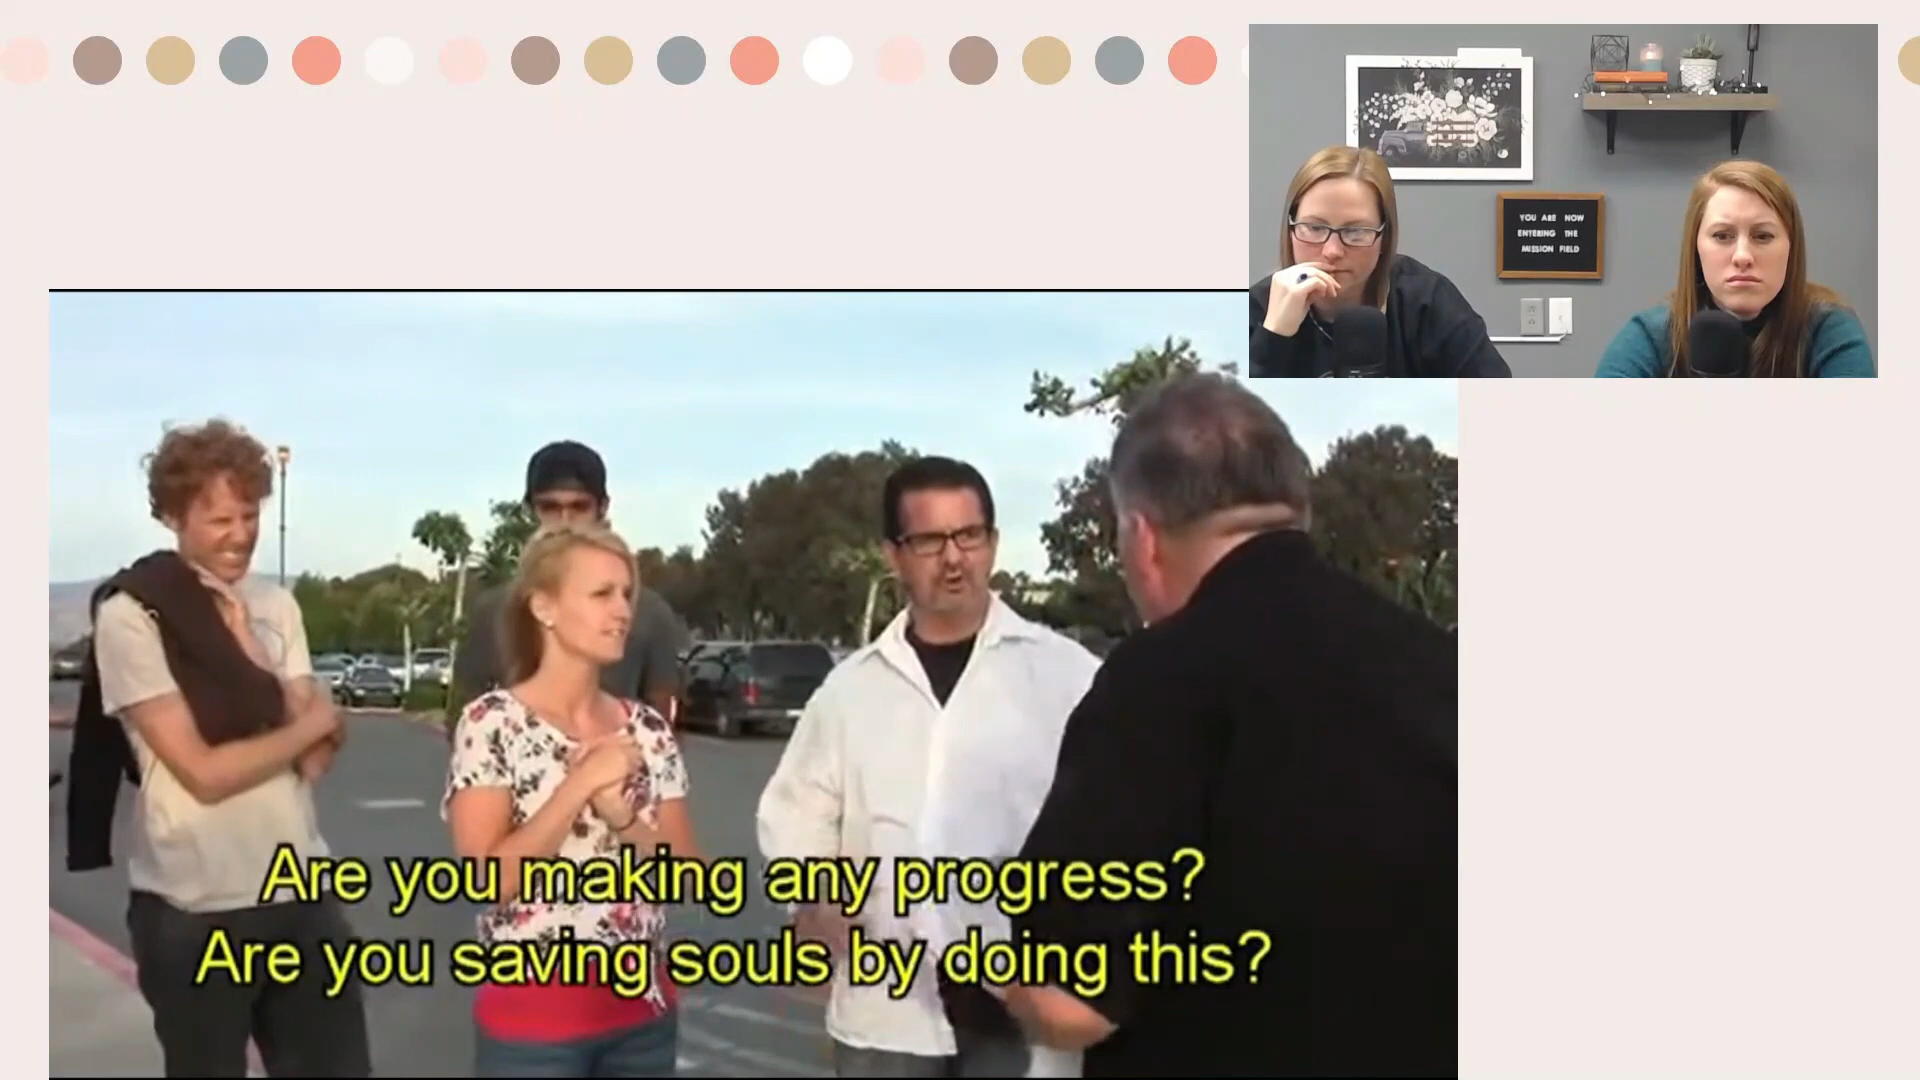 YOU ARE NOW
ENTERING THE
MISSION FIELD
Are you making any progress?
Are you saving souls by doing this?